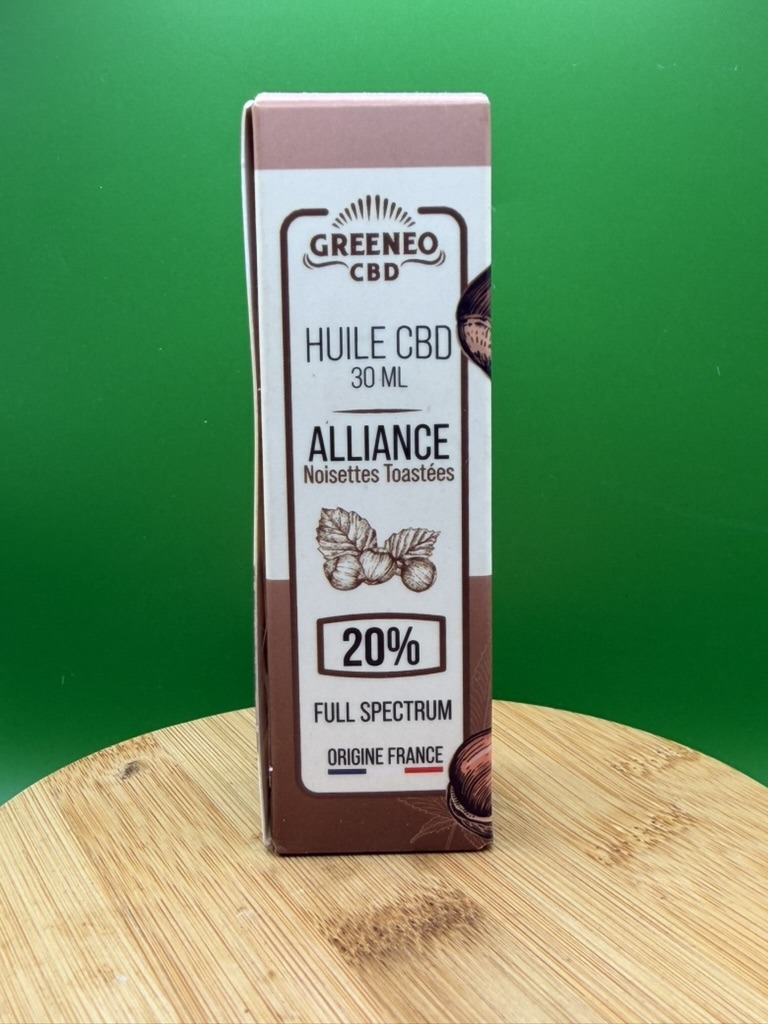 GREENEO
CBD
HUILE CBD
30 ML
ALLIANCE
Noisettes Toastées
20%
FULL SPECTRUM
ORIGINE FRANCE